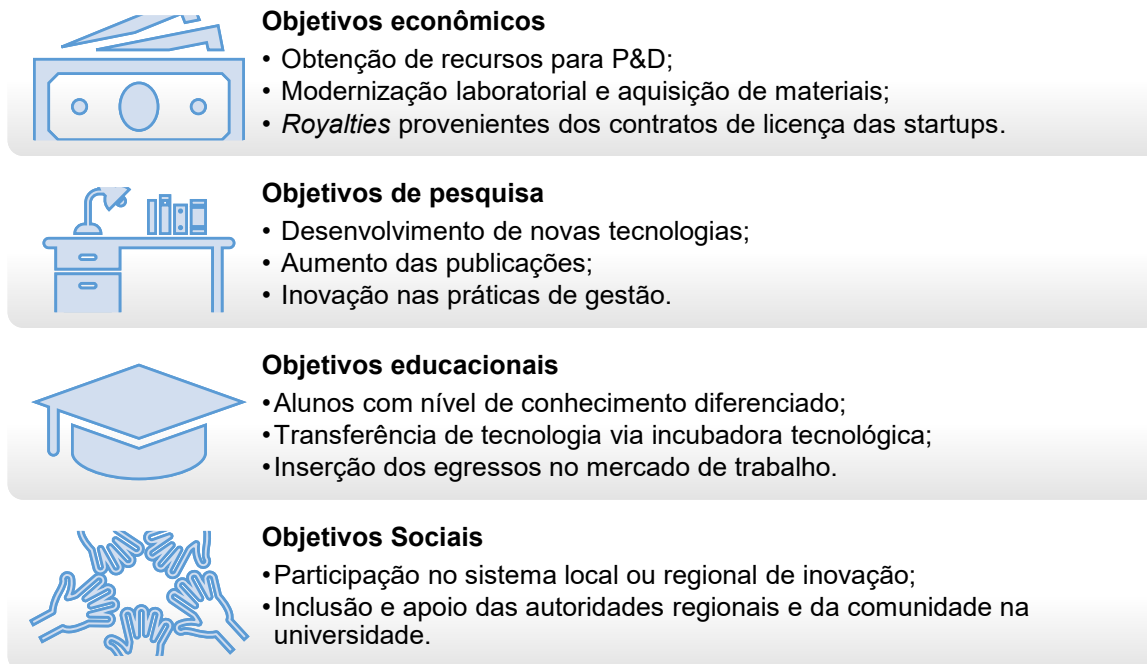 Objetivos econômicos
• Obtenção de recursos para P&D;
• Modernização laboratorial e aquisição de materiais;
• Royalties provenientes dos contratos de licença das startups.
Objetivos de pesquisa
• Desenvolvimento de novas tecnologias;
• Aumento das publicações;
• Inovação nas práticas de gestão.
Objetivos educacionais
•Alunos com nível de conhecimento diferenciado;
•Transferência de tecnologia via incubadora tecnológica;
•Inserção dos egressos no mercado de trabalho.
Objetivos Sociais
•Participação no sistema local ou regional de inovação;
•Inclusão e apoio das autoridades regionais e da comunidade na
universidade.